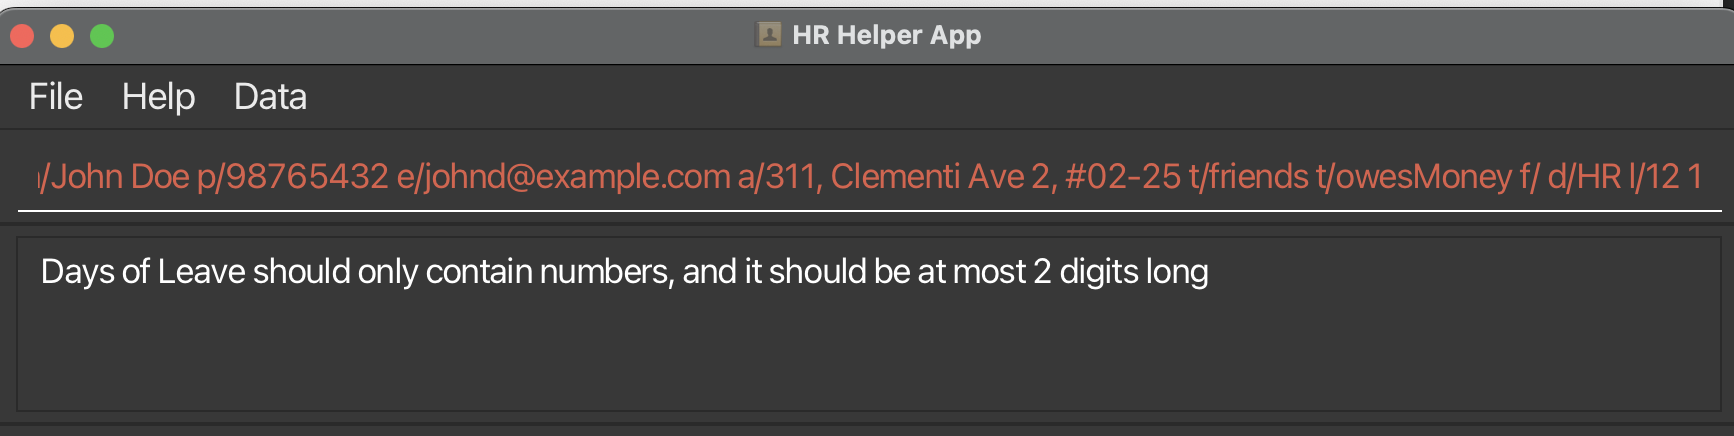 HR Helper App
File Help Data
/John Doe p/98765432 e/johnd@example.com a/311, Clementi Ave 2, #02-25 t/friends t/owesMoney f/ d/HR l/12 1
Days of Leave should only contain numbers, and it should be at most 2 digits long